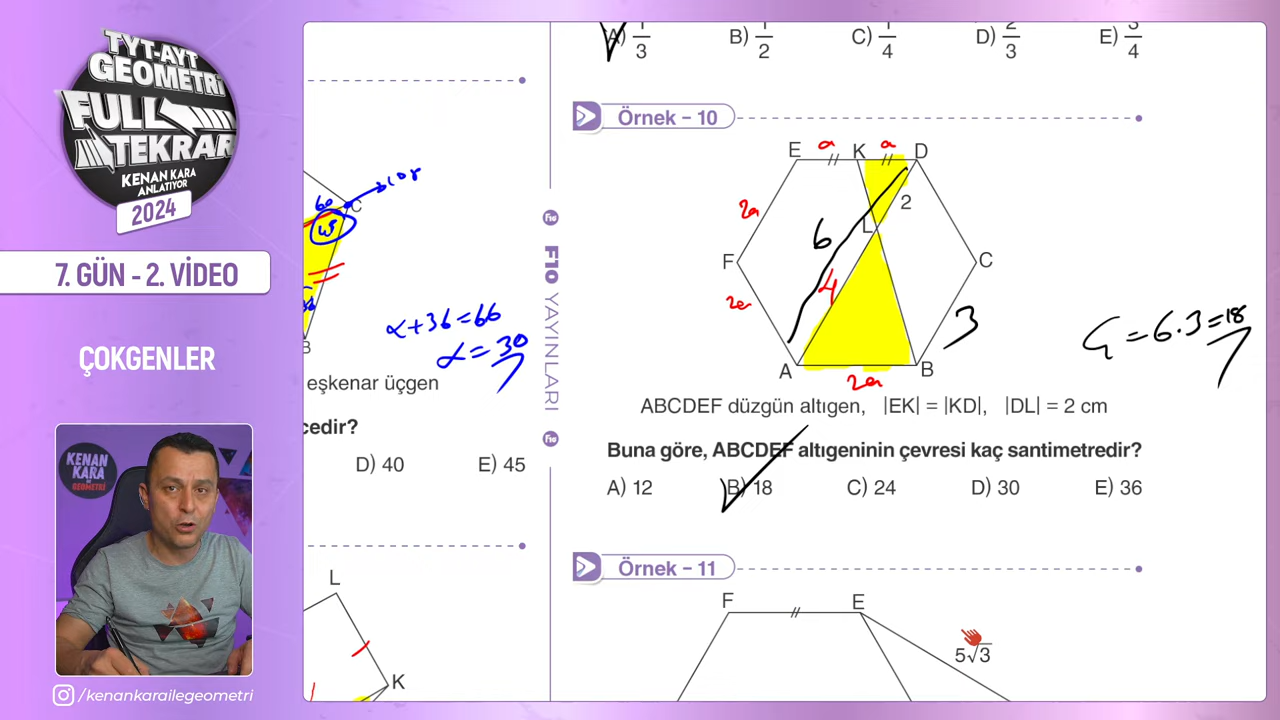 TYT-AYT
GEOMETRİ
FULL
TEKRAR
KENAN KARA
ANLATIYOR
2024
7. GÜN - 2. VİDEO
ÇOKGENLER
KENAN
KARA
GEOMETRİ
/kenankarailegeometri
60
108
C
B
α+36=66
α=30
eşkenar üçgen
cedir?
D) 40
E) 45
L
K
F10 YAYINLARI
A) 1/3
B) 1/2
C) 1/4
D) 2/3
E) 3/4
Örnek – 10
a
a
E
K
D
2a
2
6
L
F
C
2a
4
3
A
B
2a
Ç = 6.3=18
ABCDEF düzgün altıgen, |EK| = |KD|, |DL| = 2 cm
Buna göre, ABCDEF altıgeninin çevresi kaç santimetredir?
A) 12
B) 18
C) 24
D) 30
E) 36
Örnek – 11
F
E
5√3